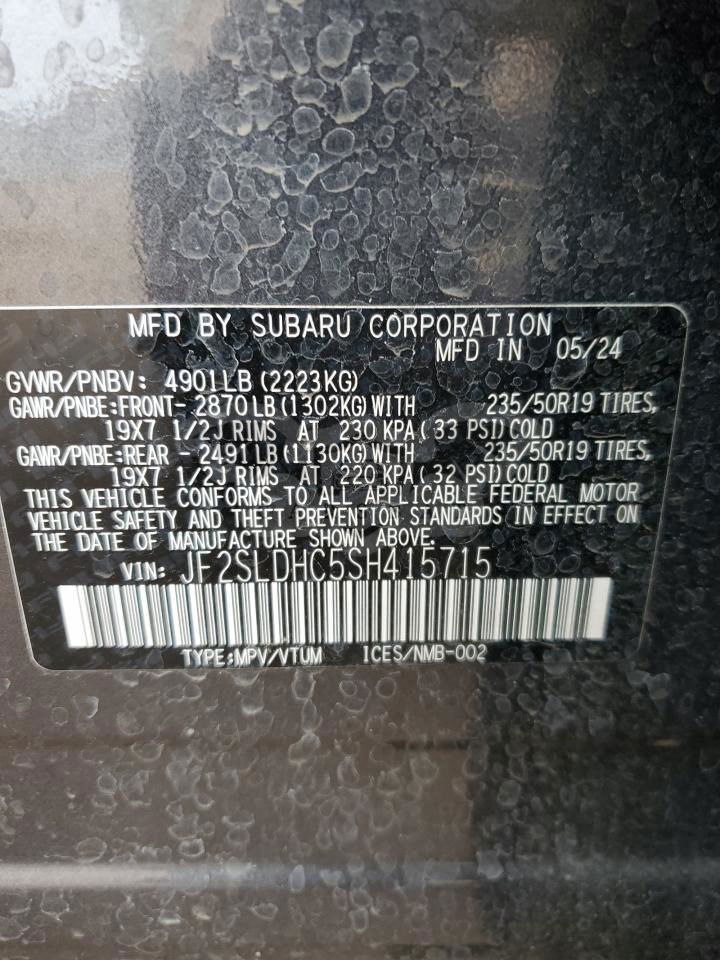 MFD BY SUBARU CORPORATION
MFD IN 05/24
GVWR/PNBV: 4901LB (2223KG)
GAWR/PNBE:FRONT- 2870 LB (1302KG) WITH 235/50R19 TIRES,
19X7 1/2J RIMS AT 230 KPA ( 33 PSI) COLD
GAWR/PNBE:REAR - 2491 LB (1130KG) WITH 235/50R19 TIRES,
19X7 1/2J RIMS AT 220 KPA ( 32 PSI) COLD
THIS VEHICLE CONFORMS TO ALL APPLICABLE FEDERAL MOTOR
VEHICLE SAFETY AND THEFT PREVENTION STANDARDS IN EFFECT ON
THE DATE OF MANUFACTURE SHOWN ABOVE.
VIN: JF2SLDHC5SH415715
TYPE:MPV/VTUM ICES/NMB-002